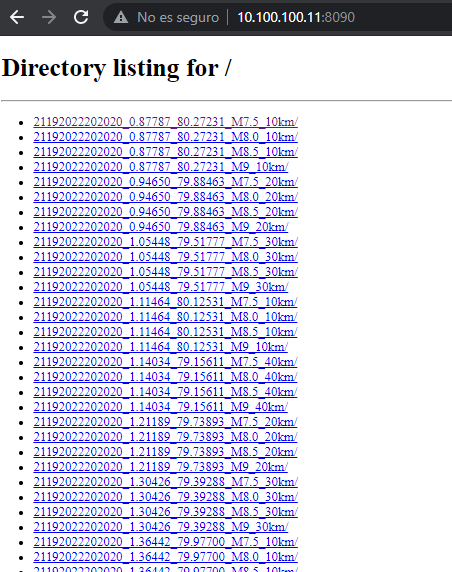 No es seguro | 10.100.100.11:8090
Directory listing for /
21192022202020_0.87787_80.27231_M7.5_10km/
21192022202020_0.87787_80.27231_M8.0_10km/
21192022202020_0.87787_80.27231_M8.5_10km/
21192022202020_0.87787_80.27231_M9_10km/
21192022202020_0.94650_79.88463_M7.5_20km/
21192022202020_0.94650_79.88463_M8.0_20km/
21192022202020_0.94650_79.88463_M8.5_20km/
21192022202020_0.94650_79.88463_M9_20km/
21192022202020_1.05448_79.51777_M7.5_30km/
21192022202020_1.05448_79.51777_M8.0_30km/
21192022202020_1.05448_79.51777_M8.5_30km/
21192022202020_1.05448_79.51777_M9_30km/
21192022202020_1.11464_80.12531_M7.5_10km/
21192022202020_1.11464_80.12531_M8.0_10km/
21192022202020_1.11464_80.12531_M8.5_10km/
21192022202020_1.11464_80.12531_M9_10km/
21192022202020_1.14034_79.15611_M7.5_40km/
21192022202020_1.14034_79.15611_M8.0_40km/
21192022202020_1.14034_79.15611_M8.5_40km/
21192022202020_1.14034_79.15611_M9_40km/
21192022202020_1.21189_79.73893_M7.5_20km/
21192022202020_1.21189_79.73893_M8.0_20km/
21192022202020_1.21189_79.73893_M8.5_20km/
21192022202020_1.21189_79.73893_M9_20km/
21192022202020_1.30426_79.39288_M7.5_30km/
21192022202020_1.30426_79.39288_M8.0_30km/
21192022202020_1.30426_79.39288_M8.5_30km/
21192022202020_1.30426_79.39288_M9_30km/
21192022202020_1.36442_79.97700_M7.5_10km/
21192022202020_1.36442_79.97700_M8.0_10km/
21192022202020_1.36442_79.97700_M8.5_10km/